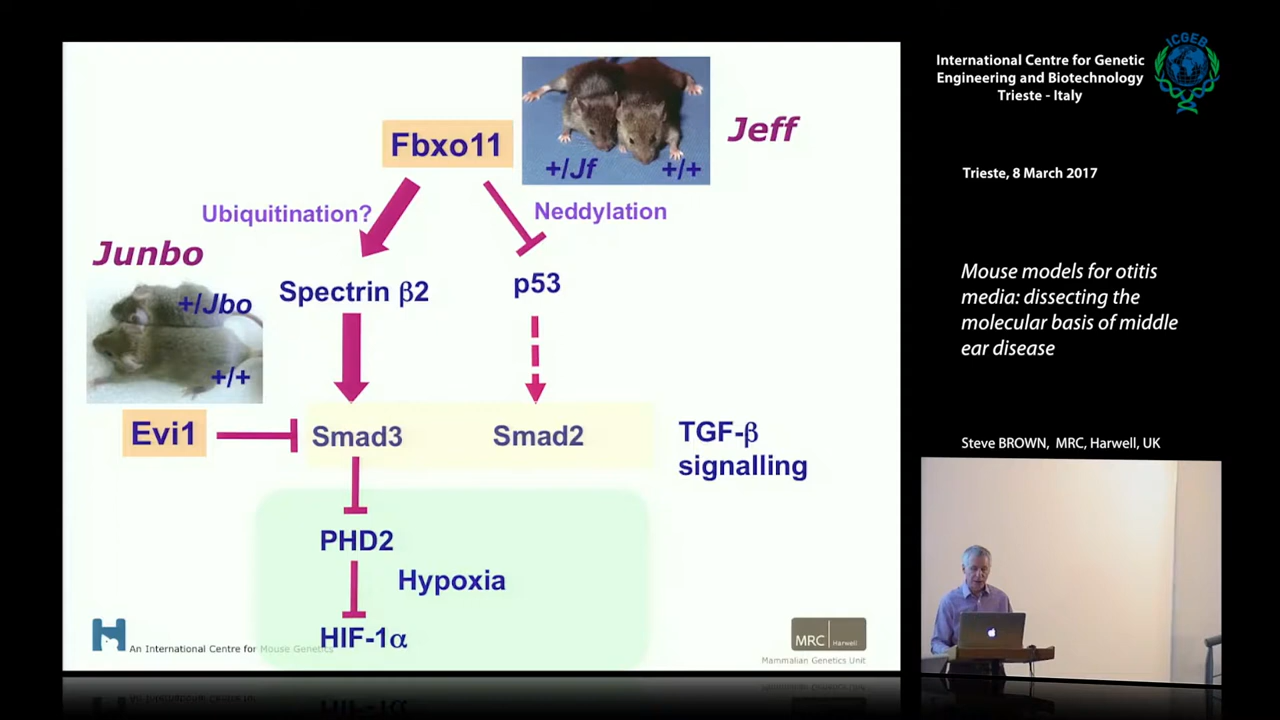 Fbxo11
+/Jf
+/+
Jeff
Ubiquitination?
Neddylation
Junbo
+/Jbo
+/+
Spectrin β2
p53
Evi1
Smad3
Smad2
TGF-β
signalling
PHD2
Hypoxia
HIF-1α
An International Centre for Mouse Genetics
MRC
Harwell
Mammalian Genetics Unit
International Centre for Genetic
Engineering and Biotechnology
Trieste - Italy
ICGEB
Trieste, 8 March 2017
Mouse models for otitis
media: dissecting the
molecular basis of middle
ear disease
Steve BROWN, MRC, Harwell, UK